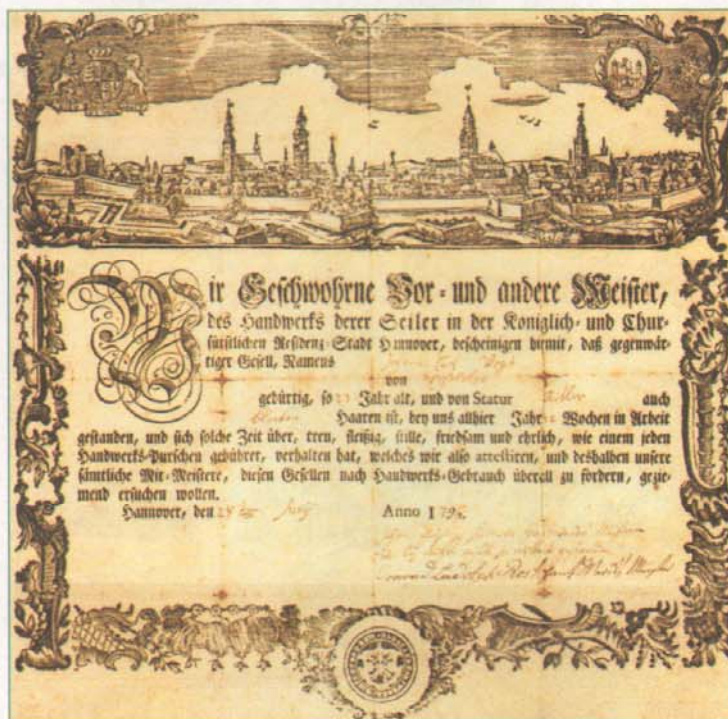 Wir Geschwohrne Vor- und andere Meister,
des Handwerks derer Seiler in der Königlich- und Chur-
fürstlichen Residenz-Stadt Hannover, bescheinigen hiemit, daß gegenwär-
tiger Gesell, Namens
von
gebürtig, so Jahr alt, und von Statur auch
Haaren ist, bey uns allhier Jahr Wochen in Arbeit
gestanden, und sich solche Zeit über, treu, fleißig, stille, friedsam und ehrlich, wie einem jeden
Handwerks-Purschen gebühret, verhalten hat, welches wir also attestiren, und deshalben unsere
sämtliche Mit-Meistere, diesen Gesellen nach Handwerks-Gebrauch überall zu fördern, gezie-
mend ersuchen wollen.
Hannover, den Anno 179